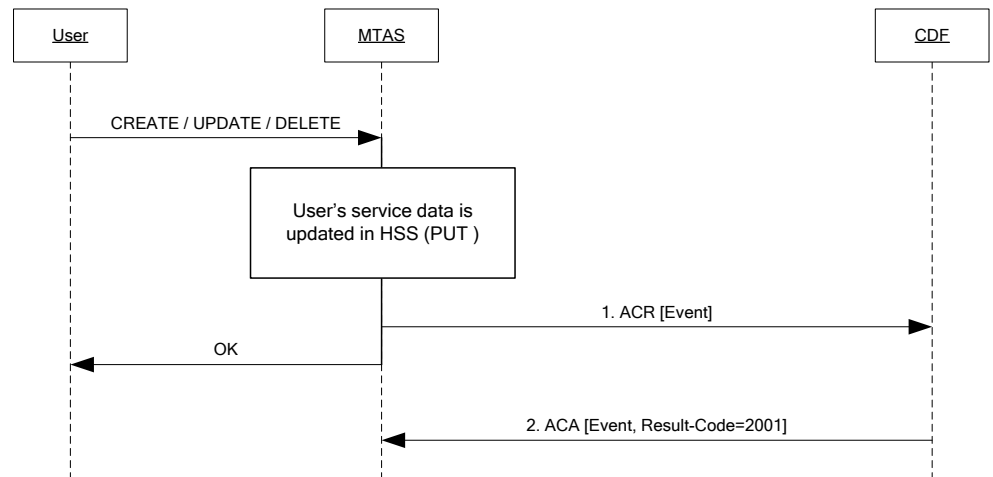 User
MTAS
CDF
CREATE / UPDATE / DELETE
User’s service data is
updated in HSS (PUT )
1. ACR [Event]
OK
2. ACA [Event, Result-Code=2001]